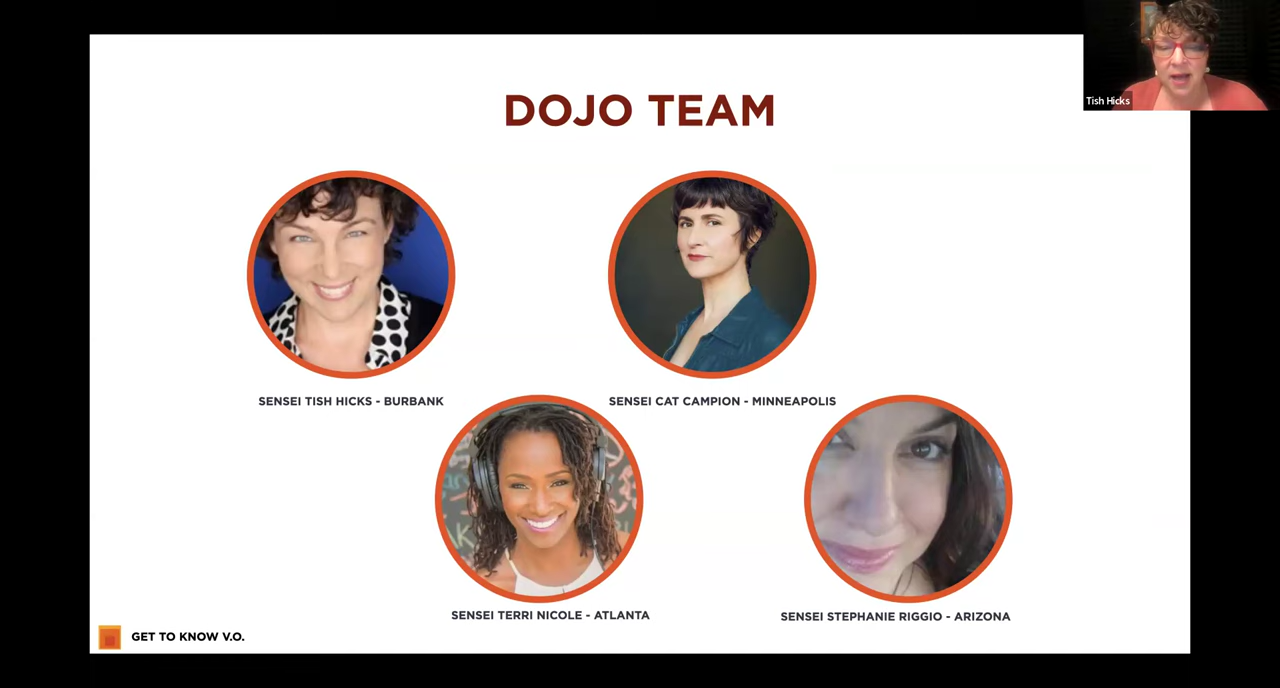 DOJO TEAM
Tish Hicks
SENSEI TISH HICKS - BURBANK
SENSEI CAT CAMPION - MINNEAPOLIS
SENSEI TERRI NICOLE - ATLANTA
SENSEI STEPHANIE RIGGIO - ARIZONA
GET TO KNOW V.O.